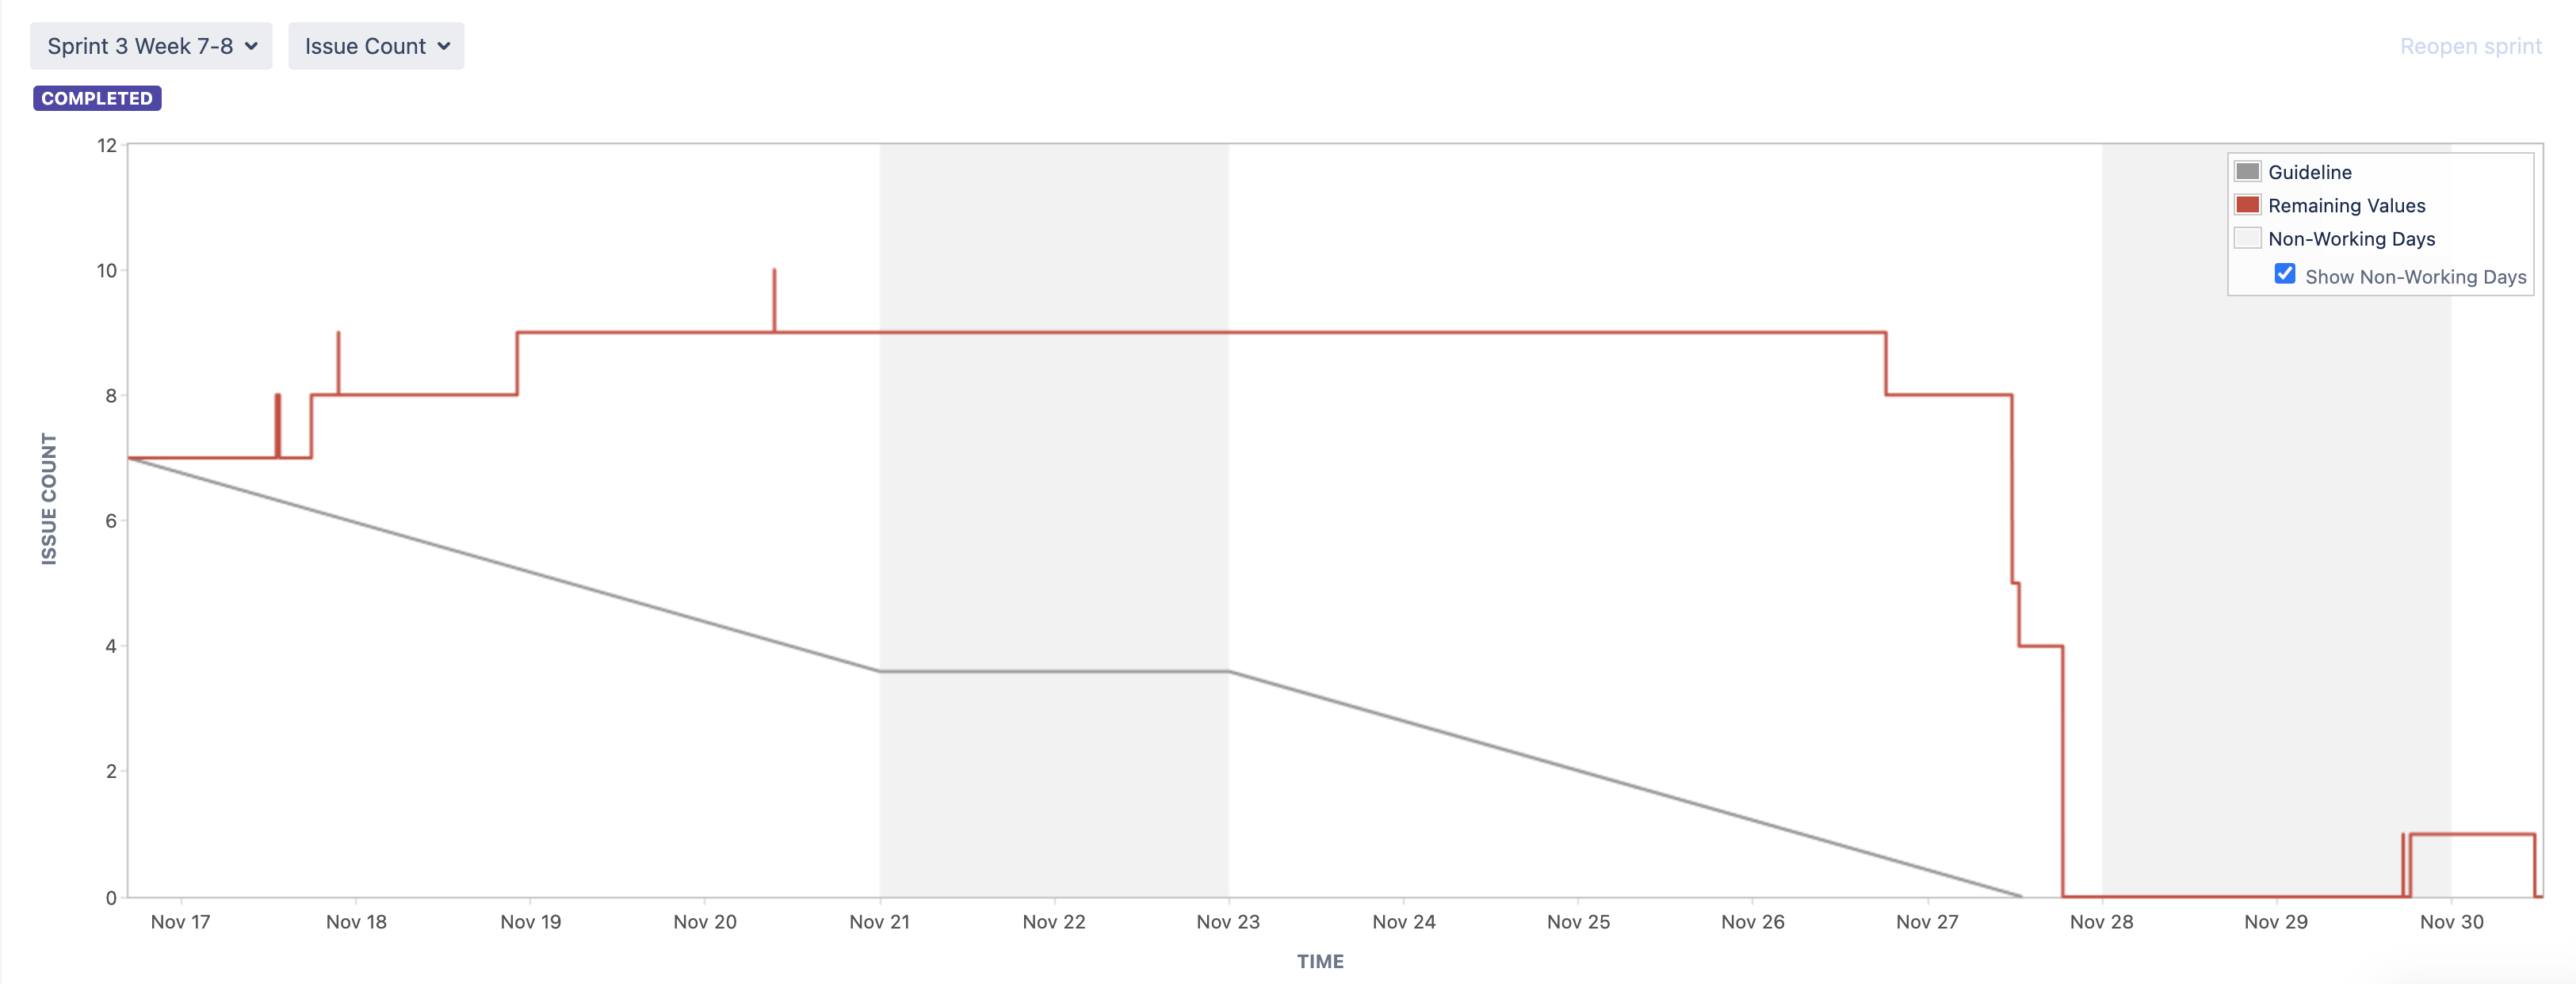 Sprint 3 Week 7-8 Issue Count Reopen sprint
COMPLETED
12
10
8
6
4
2
0
ISSUE COUNT
Guideline
Remaining Values
Non-Working Days
Show Non-Working Days
Nov 17 Nov 18 Nov 19 Nov 20 Nov 21 Nov 22 Nov 23 Nov 24 Nov 25 Nov 26 Nov 27 Nov 28 Nov 29 Nov 30
TIME